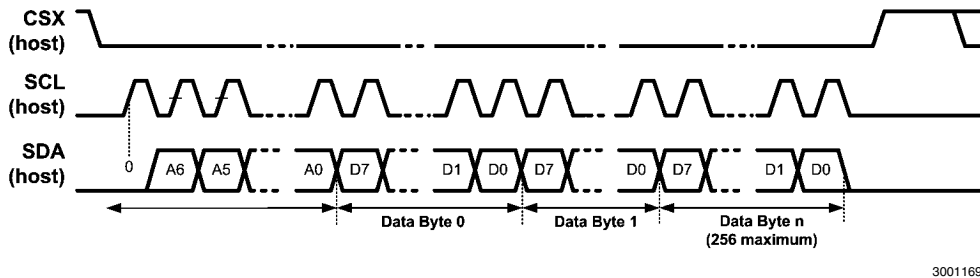 CSX
(host)
SCL
(host)
SDA
(host)
0 A6 A5 A0 D7 D1 D0 D7 D0 D7 D1 D0
Data Byte 0 Data Byte 1 Data Byte n
(256 maximum)
3001169